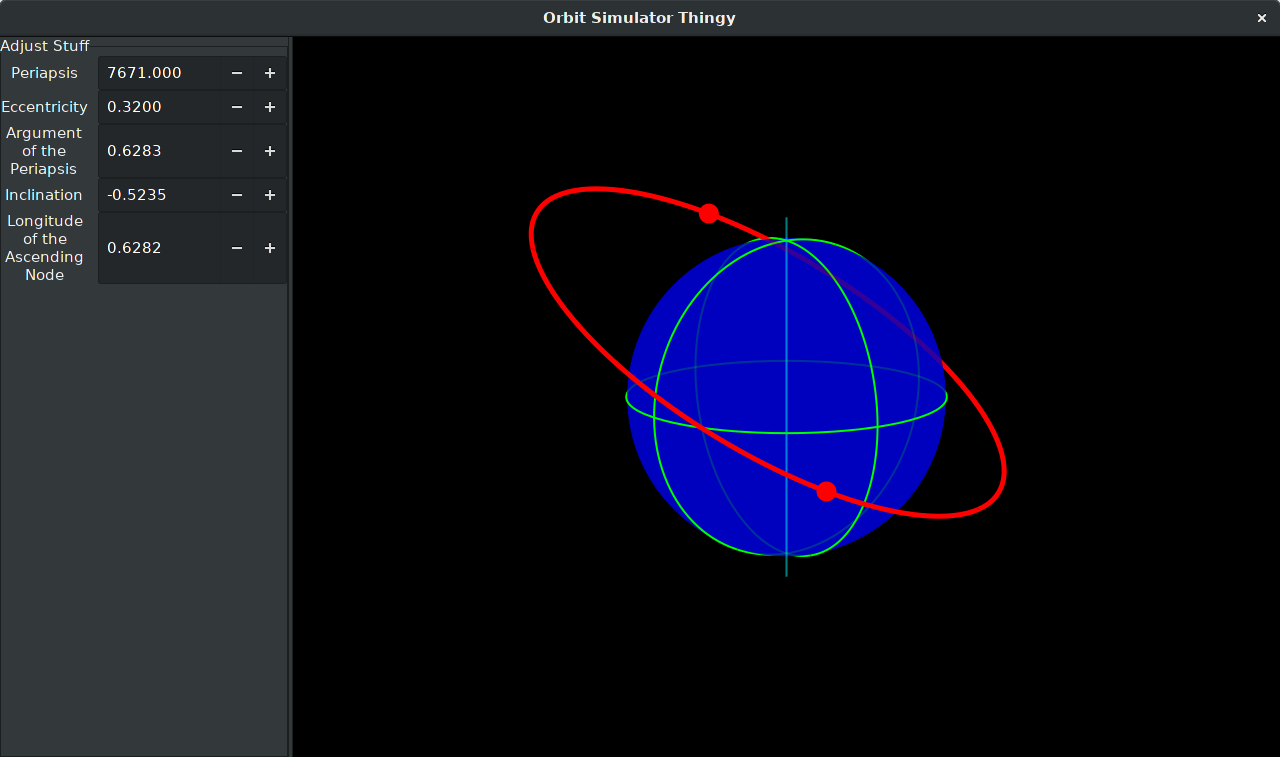 Orbit Simulator Thingy
×
Adjust Stuff
Periapsis 7671.000 − +
Eccentricity 0.3200 − +
Argument
of the
Periapsis
0.6283 − +
Inclination -0.5235 − +
Longitude
of the
Ascending
Node
0.6282 − +